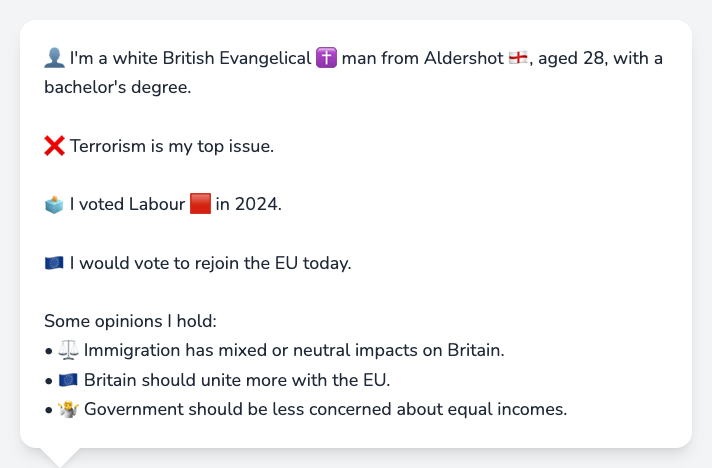 👤 I'm a white British Evangelical ✝️ man from Aldershot 🏴󠁧󠁢󠁥󠁮󠁧󠁿, aged 28, with a
bachelor's degree.
❌ Terrorism is my top issue.
🗳️ I voted Labour 🟥 in 2024.
🇪🇺 I would vote to rejoin the EU today.
Some opinions I hold:
• ⚖️ Immigration has mixed or neutral impacts on Britain.
• 🇪🇺 Britain should unite more with the EU.
• 🤷 Government should be less concerned about equal incomes.